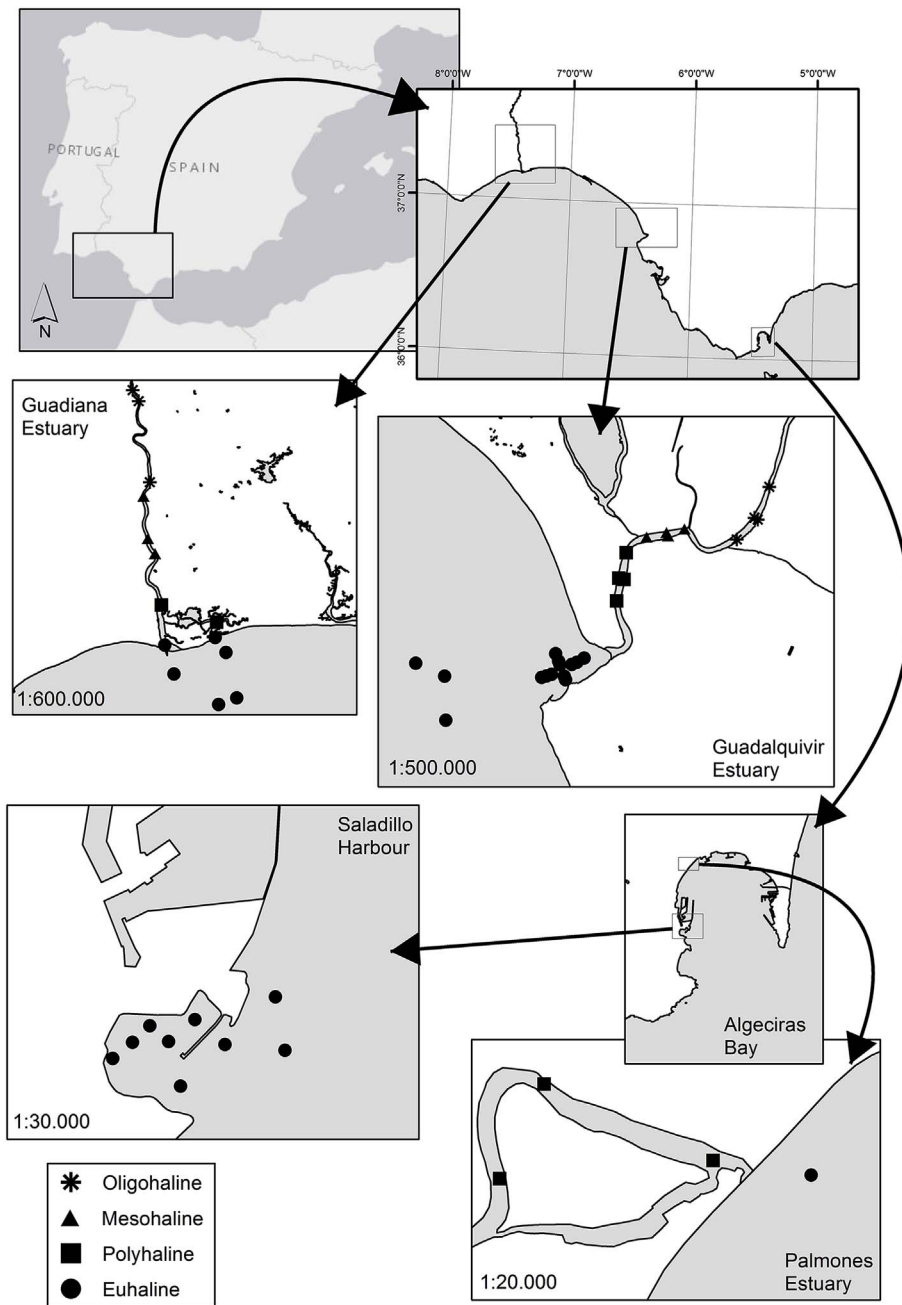 PORTUGAL
SPAIN
N
8°0'0"W
7°0'0"W
6°0'0"W
5°0'0"W
37°0'0"N
36°0'0"N
Guadiana
Estuary
1:600.000
1:500.000
Guadalquivir
Estuary
Saladillo
Harbour
1:30.000
Algeciras
Bay
1:20.000
Palmones
Estuary
Oligohaline
Mesohaline
Polyhaline
Euhaline